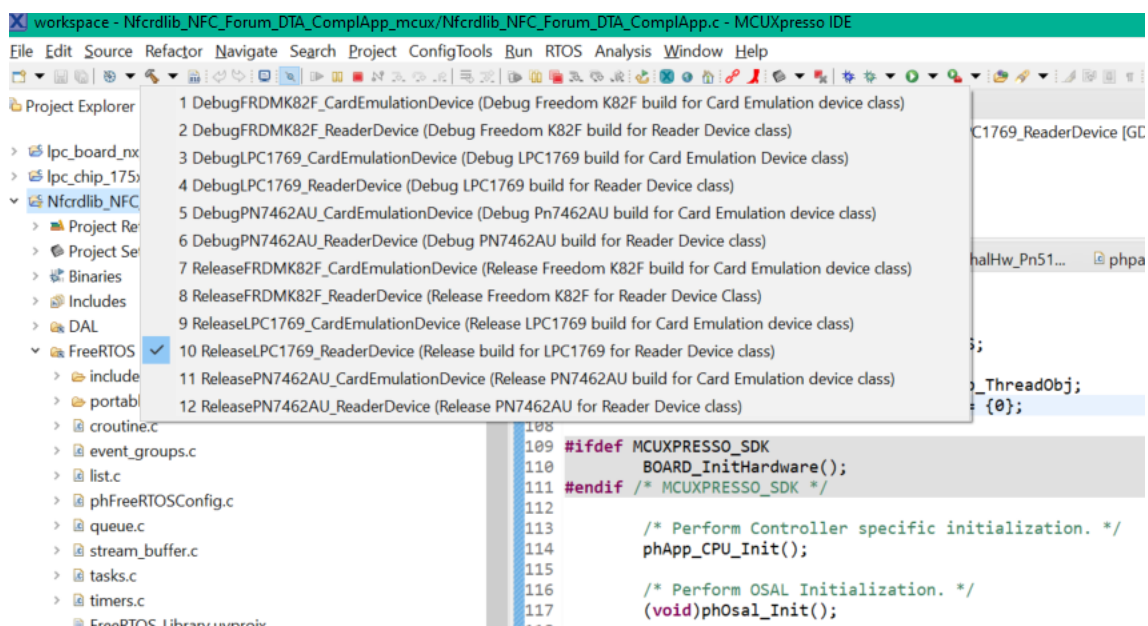 workspace - Nfcrdlib_NFC_Forum_DTA_ComplApp_mcux/Nfcrdlib_NFC_Forum_DTA_ComplApp.c - MCUXpresso IDE
File Edit Source Refactor Navigate Search Project ConfigTools Run RTOS Analysis Window Help
Project Explorer
1 DebugFRDMK82F_CardEmulationDevice (Debug Freedom K82F build for Card Emulation device class)
2 DebugFRDMK82F_ReaderDevice (Debug Freedom K82F build for Reader Device class)
3 DebugLPC1769_CardEmulationDevice (Debug LPC1769 build for Card Emulation Device class)
4 DebugLPC1769_ReaderDevice (Debug LPC1769 build for Reader Device class)
5 DebugPN7462AU_CardEmulationDevice (Debug Pn7462AU build for Card Emulation device class)
6 DebugPN7462AU_ReaderDevice (Debug PN7462AU build for Reader Device class)
7 ReleaseFRDMK82F_CardEmulationDevice (Release Freedom K82F build for Card Emulation device class)
8 ReleaseFRDMK82F_ReaderDevice (Release Freedom K82F for Reader Device Class)
9 ReleaseLPC1769_CardEmulationDevice (Release LPC1769 build for Card Emulation device class)
10 ReleaseLPC1769_ReaderDevice (Release build for LPC1769 for Reader Device class)
11 ReleasePN7462AU_CardEmulationDevice (Release PN7462AU build for Card Emulation device class)
12 ReleasePN7462AU_ReaderDevice (Release PN7462AU for Reader Device class)
lpc_board_nx
lpc_chip_175x
Nfcrdlib_NFC_
Project Re
Project Set
Binaries
Includes
DAL
FreeRTOS
include
portabl
croutine.c
event_groups.c
list.c
phFreeRTOSConfig.c
queue.c
stream_buffer.c
tasks.c
timers.c
FreeRTOS_Library.uvprojx
C1769_ReaderDevice [GD
halHw_Pn51... phpa
S;
b_ThreadObj;
= {0};
108
109 #ifdef MCUXPRESSO_SDK
110 BOARD_InitHardware();
111 #endif /* MCUXPRESSO_SDK */
112
113 /* Perform Controller specific initialization. */
114 phApp_CPU_Init();
115
116 /* Perform OSAL Initialization. */
117 (void)phOsal_Init();